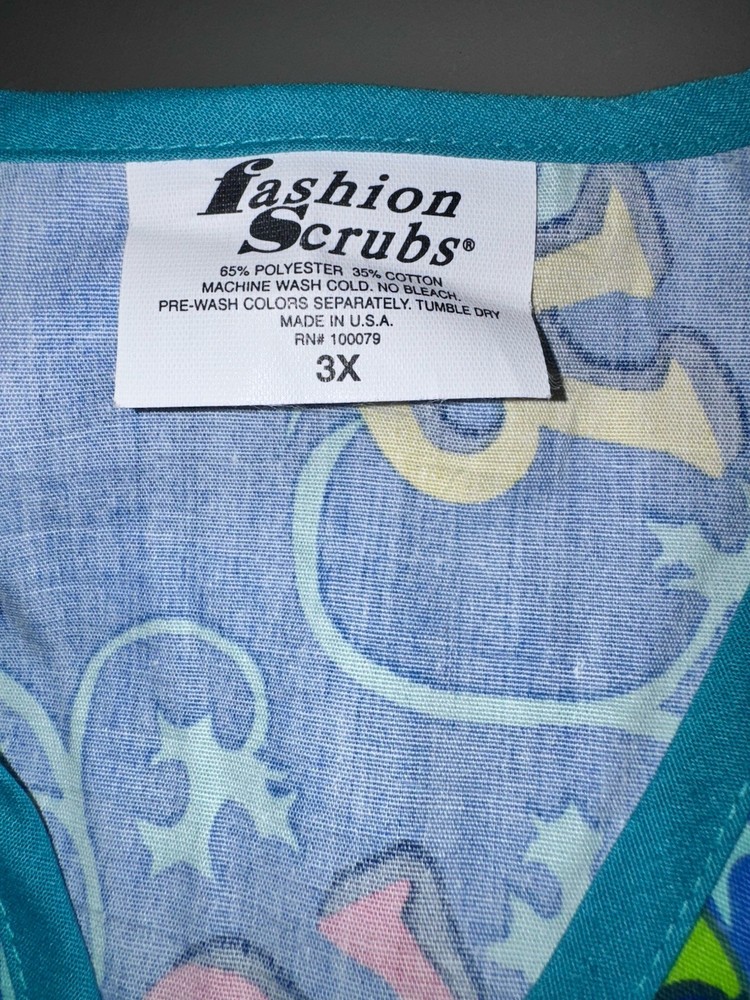 fashion
Scrubs®
65% POLYESTER 35% COTTON
MACHINE WASH COLD. NO BLEACH.
PRE-WASH COLORS SEPARATELY. TUMBLE DRY
MADE IN U.S.A.
RN# 100079
3X